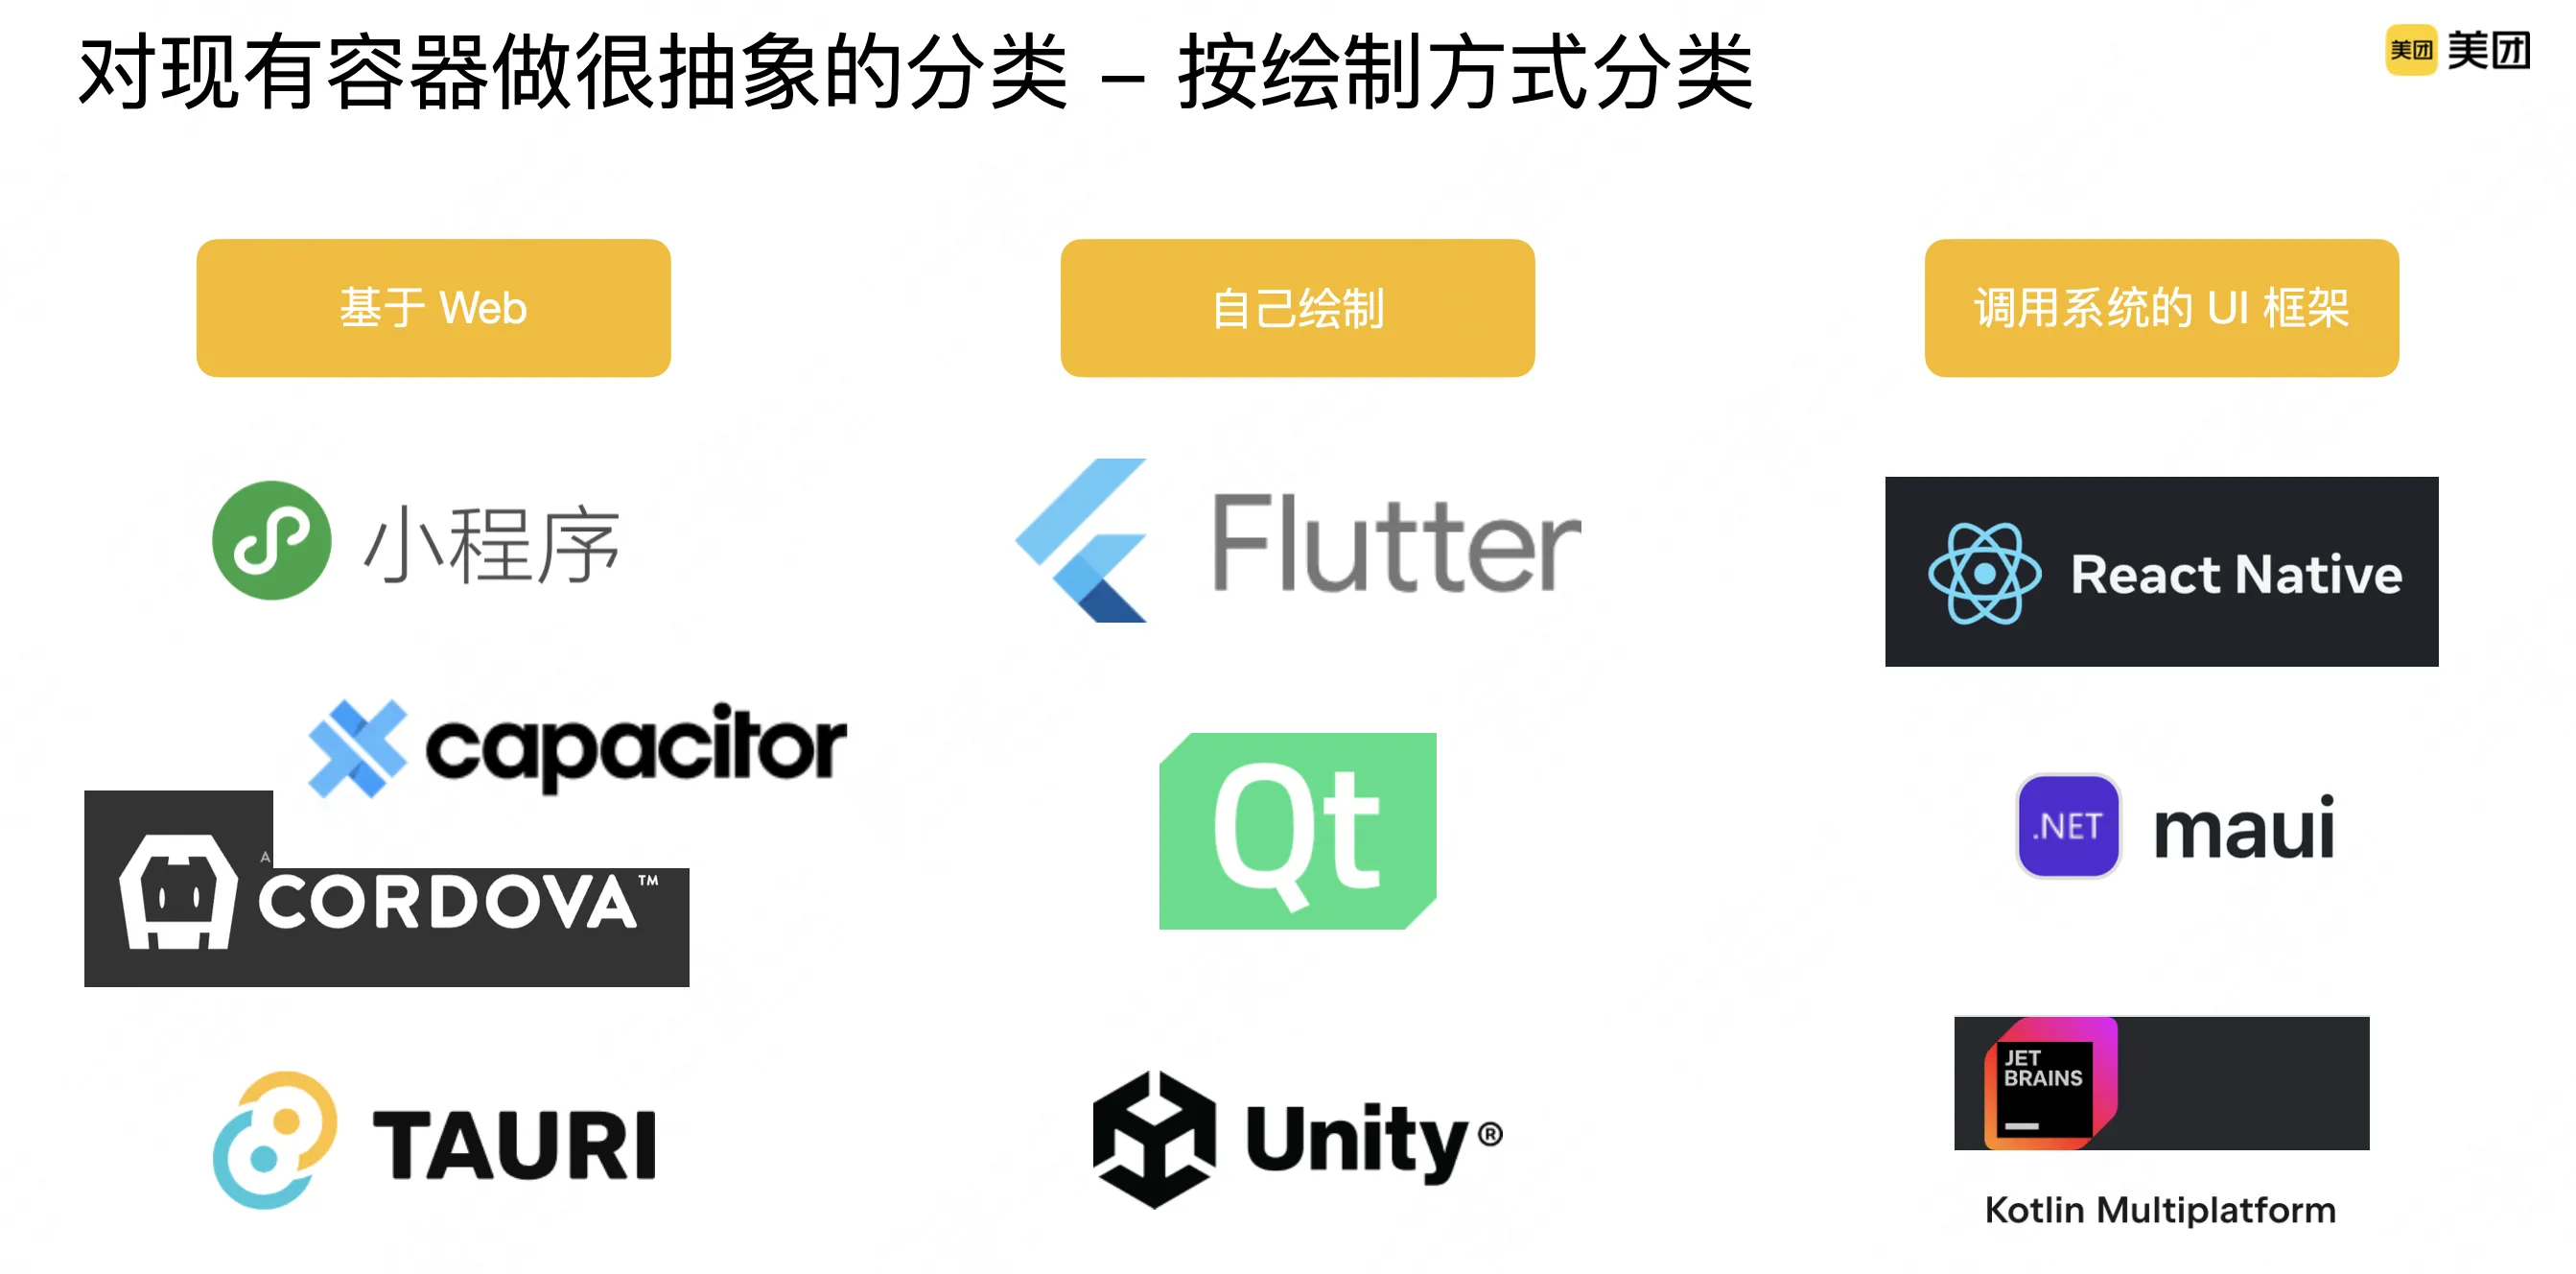 对现有容器做很抽象的分类 – 按绘制方式分类
美团 美团
基于 Web
自己绘制
调用系统的 UI 框架
小程序
Flutter
React Native
capacitor
A
CORDOVA™
Qt
.NET maui
TAURI
Unity®
JET
BRAINS
Kotlin Multiplatform